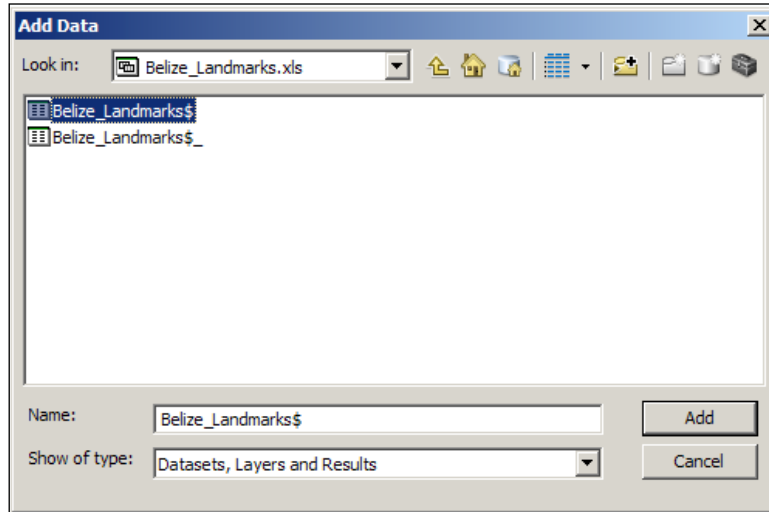 Add Data
Look in: Belize_Landmarks.xls
Belize_Landmarks$
Belize_Landmarks$_
Name: Belize_Landmarks$ Add
Show of type: Datasets, Layers and Results Cancel